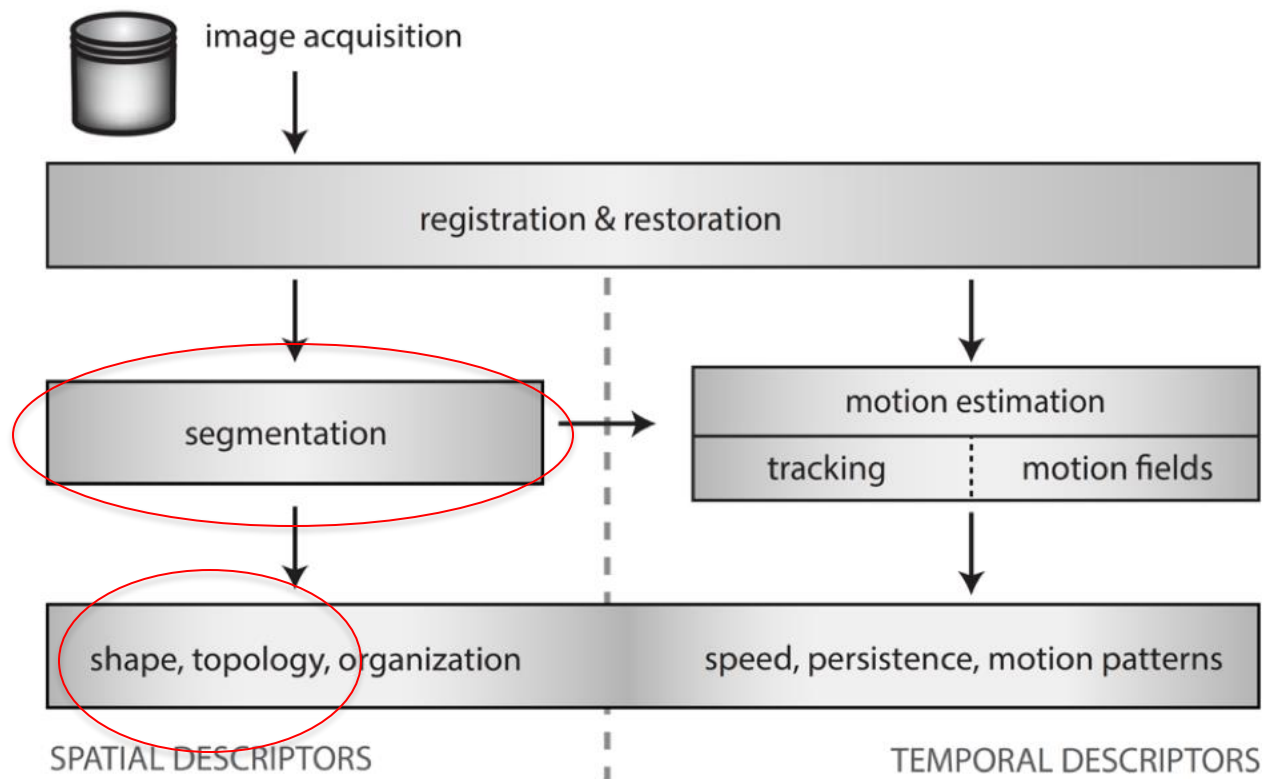 image acquisition
registration & restoration
segmentation
motion estimation
tracking
motion fields
shape, topology, organization
speed, persistence, motion patterns
SPATIAL DESCRIPTORS
TEMPORAL DESCRIPTORS